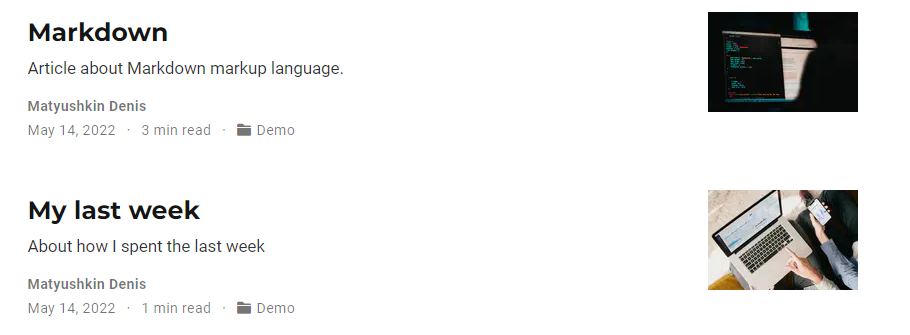 Markdown
Article about Markdown markup language.
Matyushkin Denis
May 14, 2022 · 3 min read · Demo
My last week
About how I spent the last week
Matyushkin Denis
May 14, 2022 · 1 min read · Demo